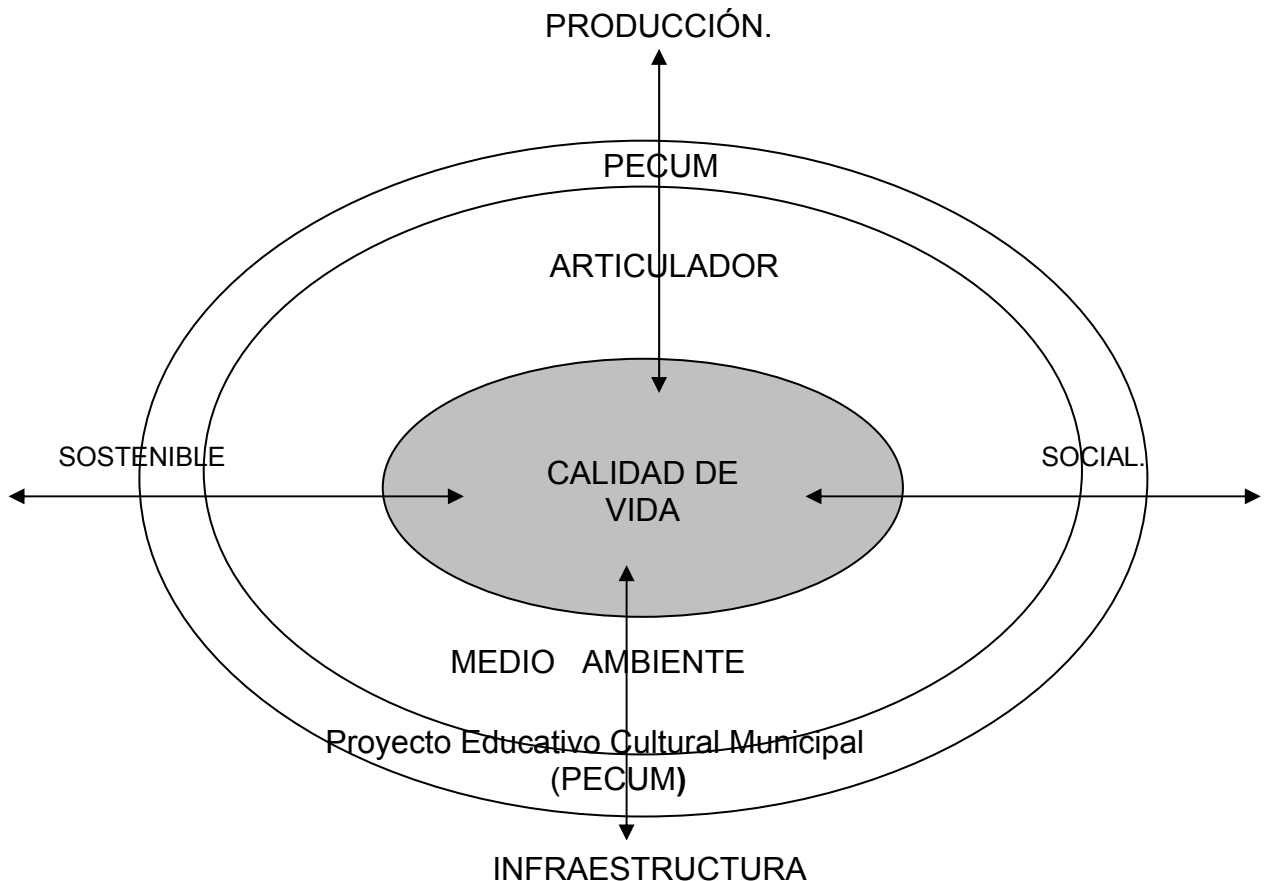 PRODUCCIÓN.
PECUM
ARTICULADOR
SOSTENIBLE
SOCIAL.
CALIDAD DE
VIDA
MEDIO AMBIENTE
Proyecto Educativo Cultural Municipal
(PECUM)
INFRAESTRUCTURA